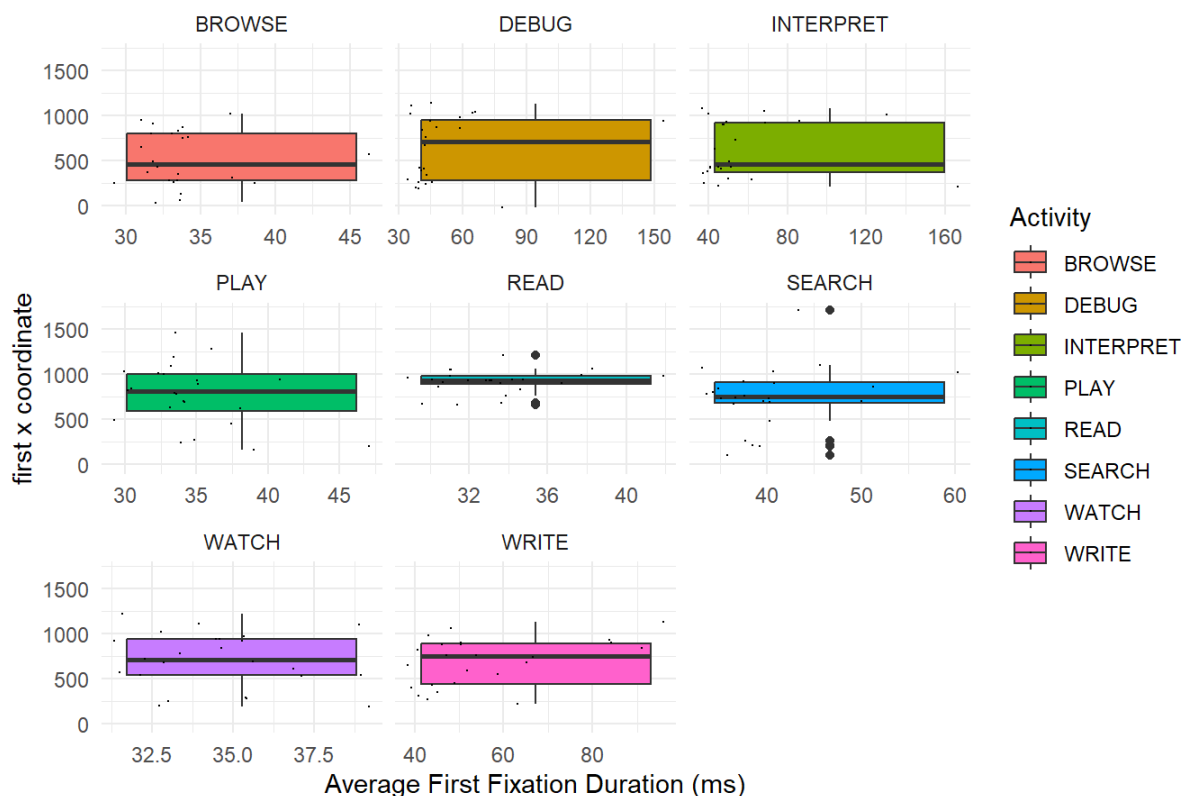 BROWSE DEBUG INTERPRET
1500
1000
500
0
30 35 40 45 30 60 90 120 150 40 80 120 160
PLAY READ SEARCH
1500
1000
500
0
30 35 40 45 32 36 40 40 50 60
WATCH WRITE
1500
1000
500
0
32.5 35.0 37.5 40 60 80
Average First Fixation Duration (ms)
first x coordinate
Activity
BROWSE
DEBUG
INTERPRET
PLAY
READ
SEARCH
WATCH
WRITE